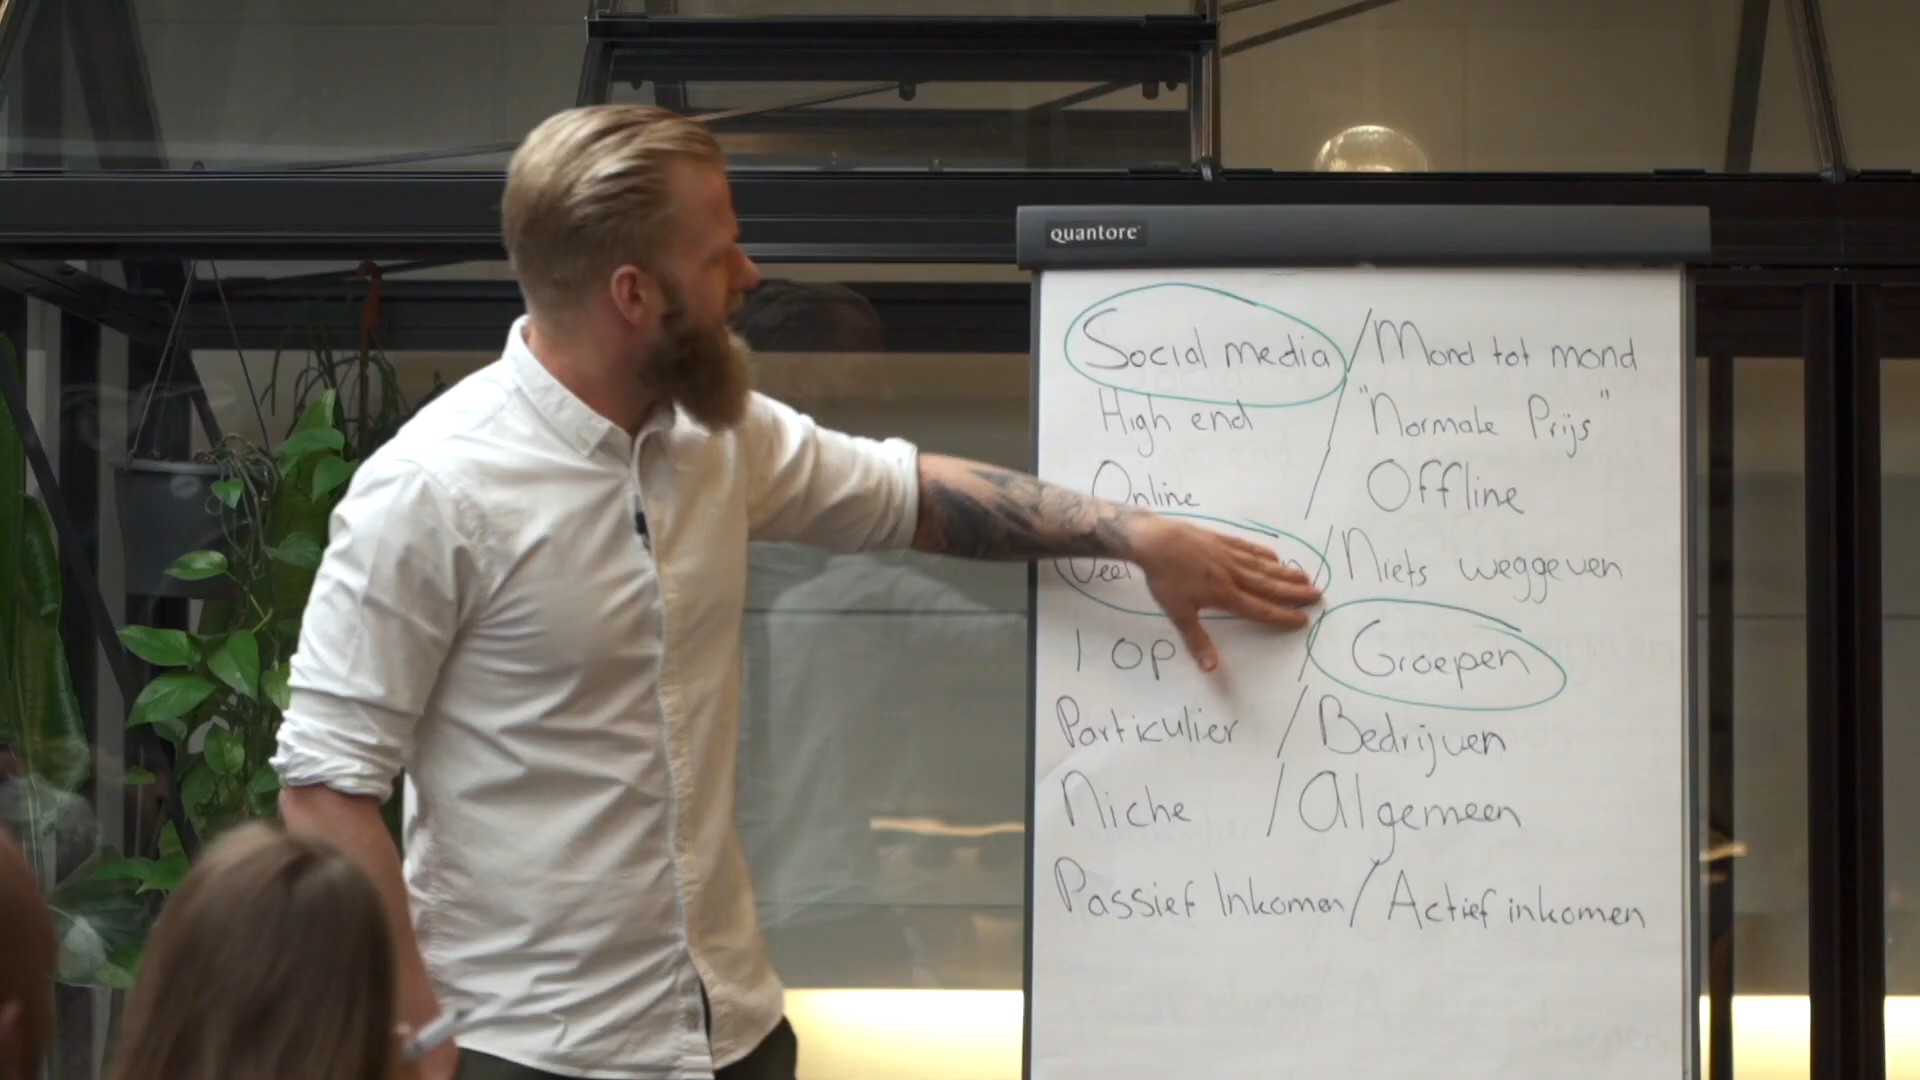 quantore
Social media / Mond tot mond
High end / "Normale Prijs"
Online / Offline
Veel / Niets weggeven
1 op / Groepen
Particulier / Bedrijven
Niche / Algemeen
Passief Inkomen / Actief inkomen